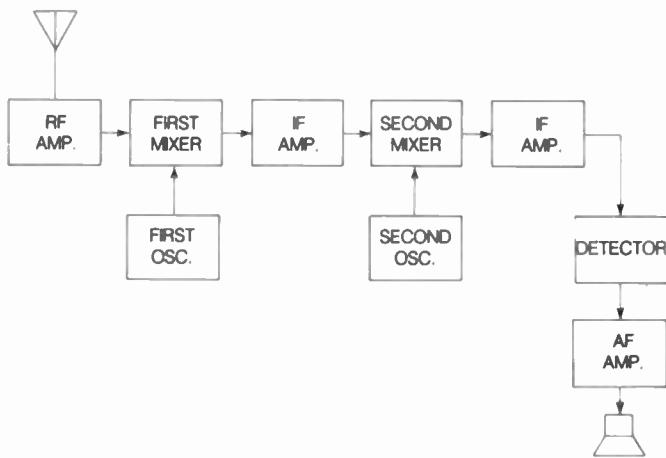 RF
AMP.
FIRST
MIXER
IF
AMP.
SECOND
MIXER
IF
AMP.
FIRST
OSC.
SECOND
OSC.
DETECTOR
AF
AMP.